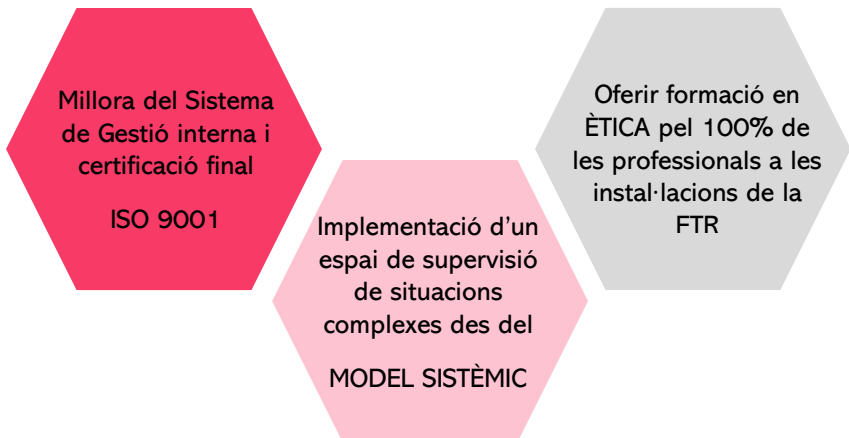 Millora del Sistema
de Gestió interna i
certificació final
ISO 9001
Implementació d'un
espai de supervisió
de situacions
complexes des del
MODEL SISTÈMIC
Oferir formació en
ÈTICA pel 100% de
les professionals a les
instal·lacions de la
FTR